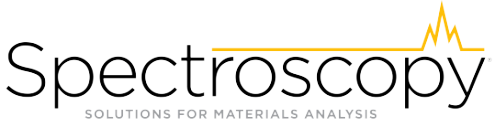 Spectroscopy
SOLUTIONS FOR MATERIALS ANALYSIS